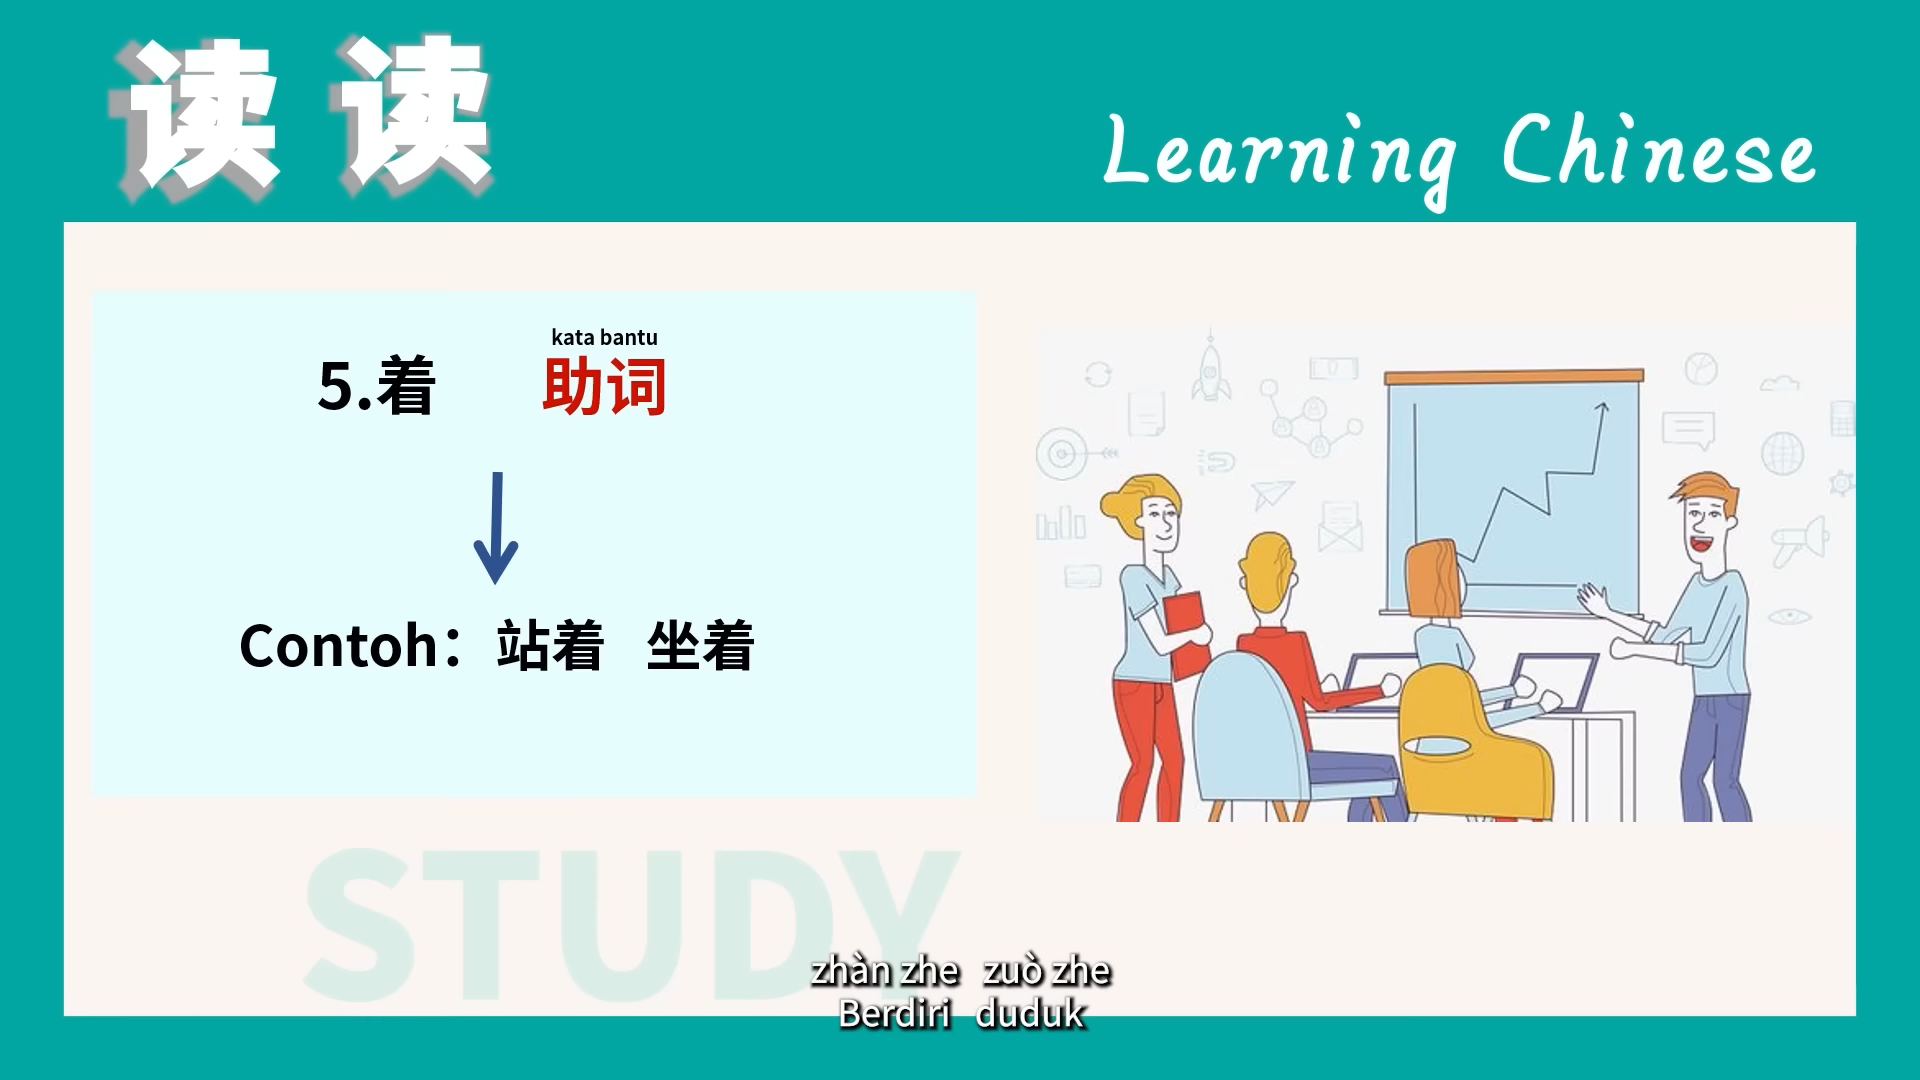 读读
Learning Chinese
kata bantu
5.着 助词
Contoh：站着 坐着
STUDY
zhàn zhe zuò zhe
Berdiri duduk